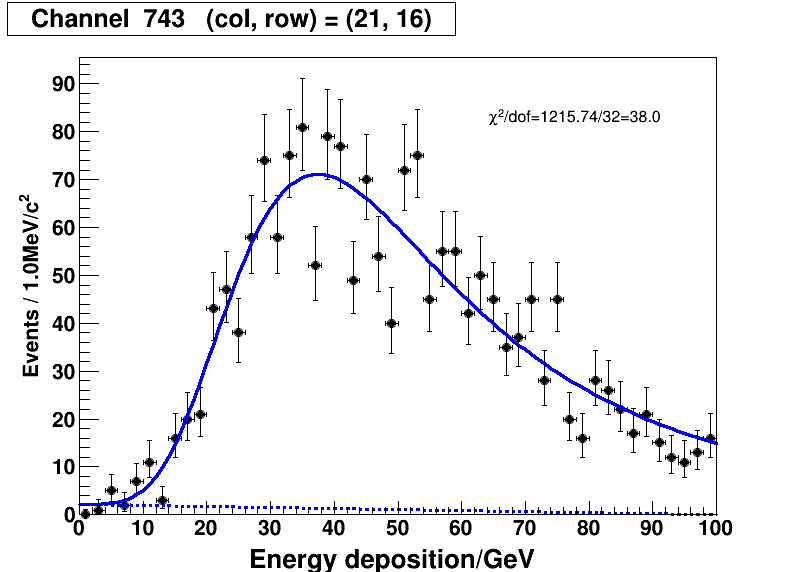 Channel 743 (col, row) = (21, 16)
χ²/dof=1215.74/32=38.0
Events / 1.0MeV/c²
90
80
70
60
50
40
30
20
10
0
0 10 20 30 40 50 60 70 80 90 100
Energy deposition/GeV